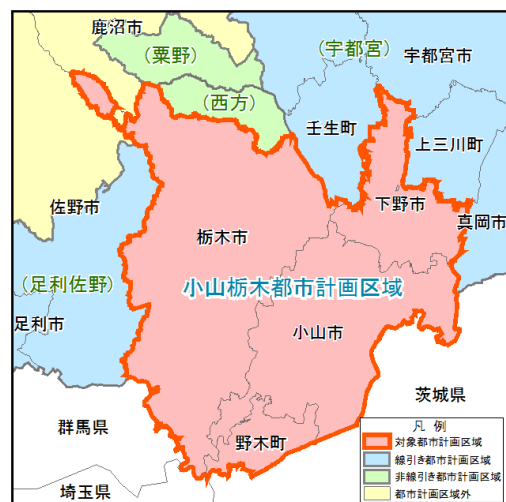 鹿沼市
(粟野)
(宇都宮)
宇都宮市
(西方)
壬生町
上三川町
佐野市
下野市
真岡市
栃木市
(足利佐野)
小山栃木都市計画区域
足利市
小山市
茨城県
群馬県
野木町
埼玉県
凡 例
対象都市計画区域
線引き都市計画区域
非線引き都市計画区域
都市計画区域外